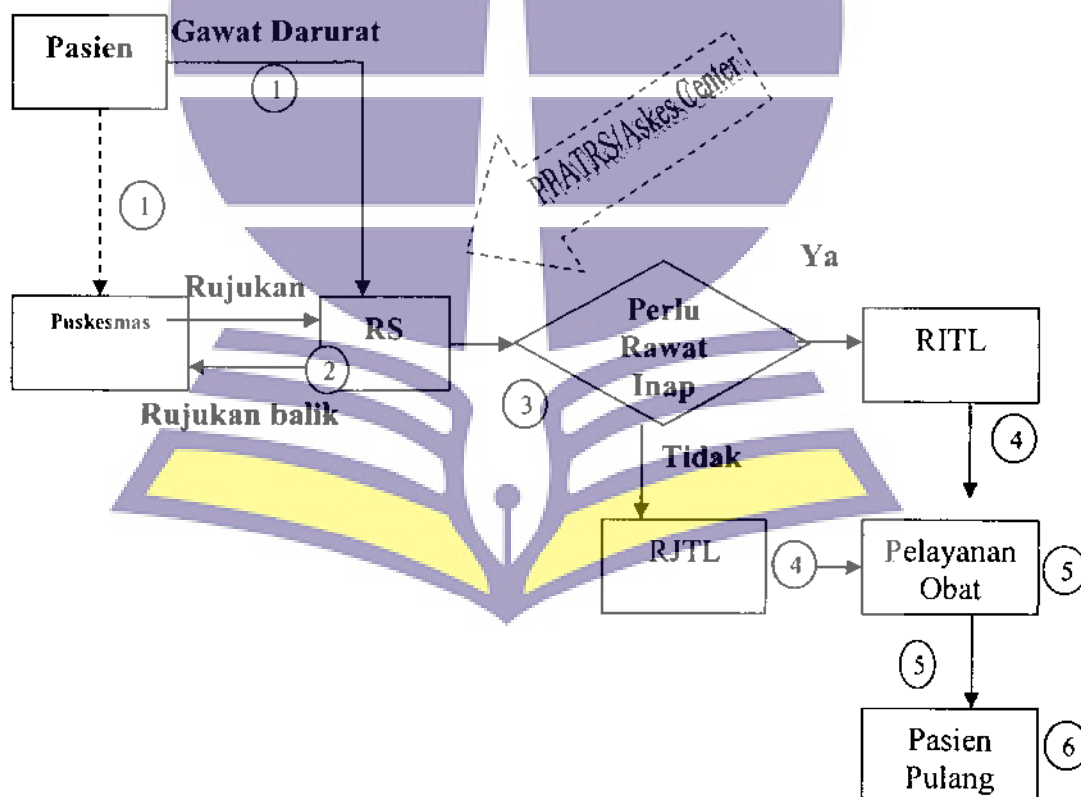 Pasien
Gawat Darurat
1
PPATRS/Askes Center
1
Ya
Rujukan
Puskesmas
RS
Perlu
Rawat
Inap
RITL
2
3
Rujukan balik
4
Tidak
RJTL
4
Pelayanan
Obat
5
5
Pasien
Pulang
6